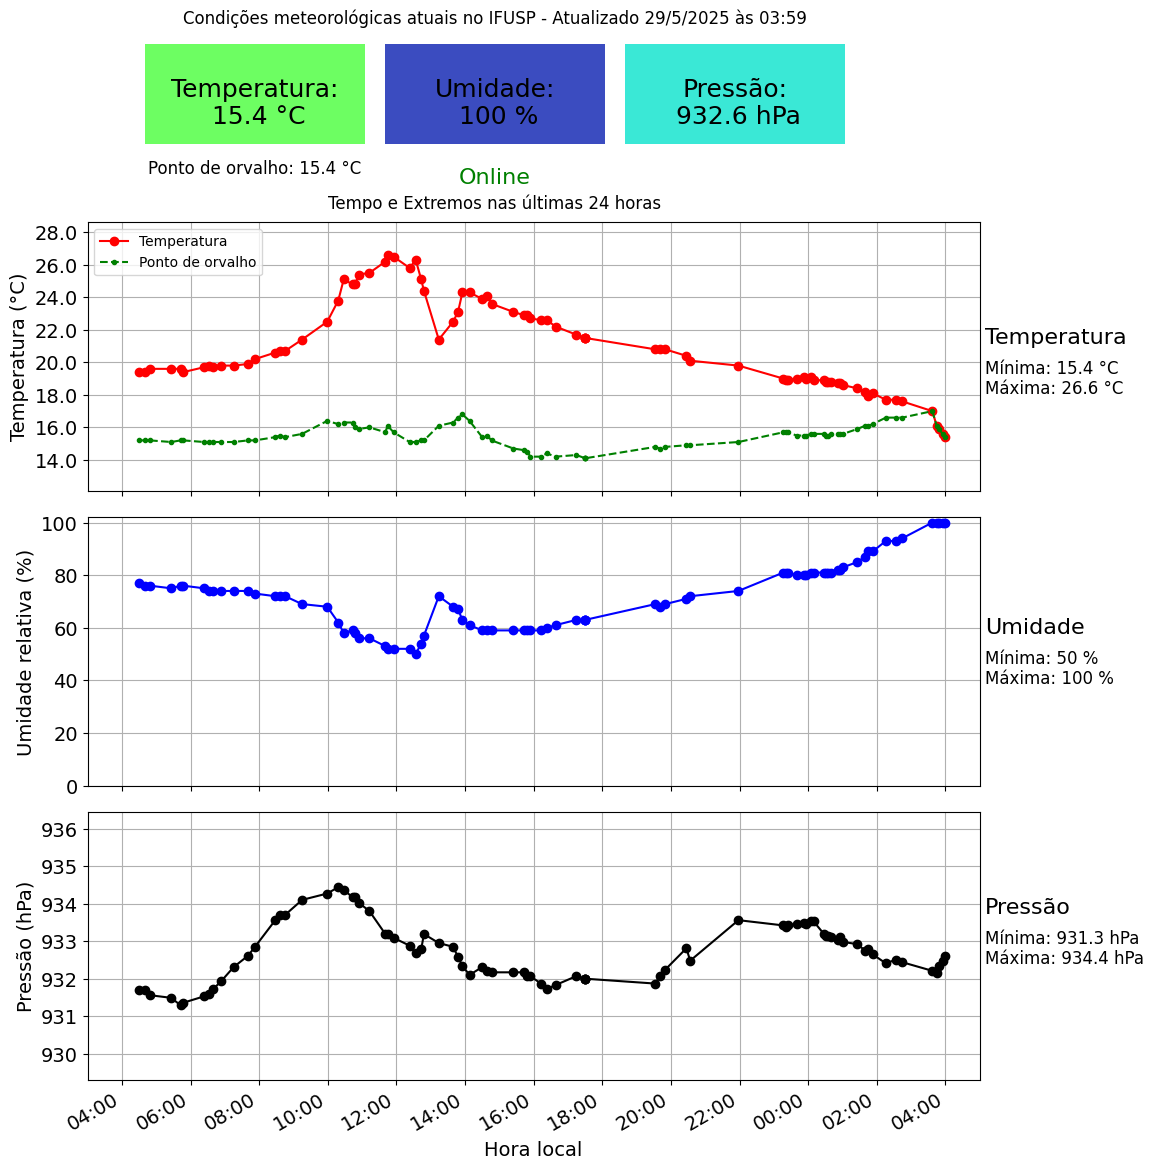 Condições meteorológicas atuais no IFUSP - Atualizado 29/5/2025 às 03:59
Temperatura:
15.4 °C
Umidade:
100 %
Pressão:
932.6 hPa
Ponto de orvalho: 15.4 °C
Online
Tempo e Extremos nas últimas 24 horas
Temperatura (°C)
28.0
26.0
24.0
22.0
20.0
18.0
16.0
14.0
Temperatura
Ponto de orvalho
Temperatura
Mínima: 15.4 °C
Máxima: 26.6 °C
Umidade relativa (%)
100
80
60
40
20
0
Umidade
Mínima: 50 %
Máxima: 100 %
Pressão (hPa)
936
935
934
933
932
931
930
Pressão
Mínima: 931.3 hPa
Máxima: 934.4 hPa
04:00 06:00 08:00 10:00 12:00 14:00 16:00 18:00 20:00 22:00 00:00 02:00 04:00
Hora local